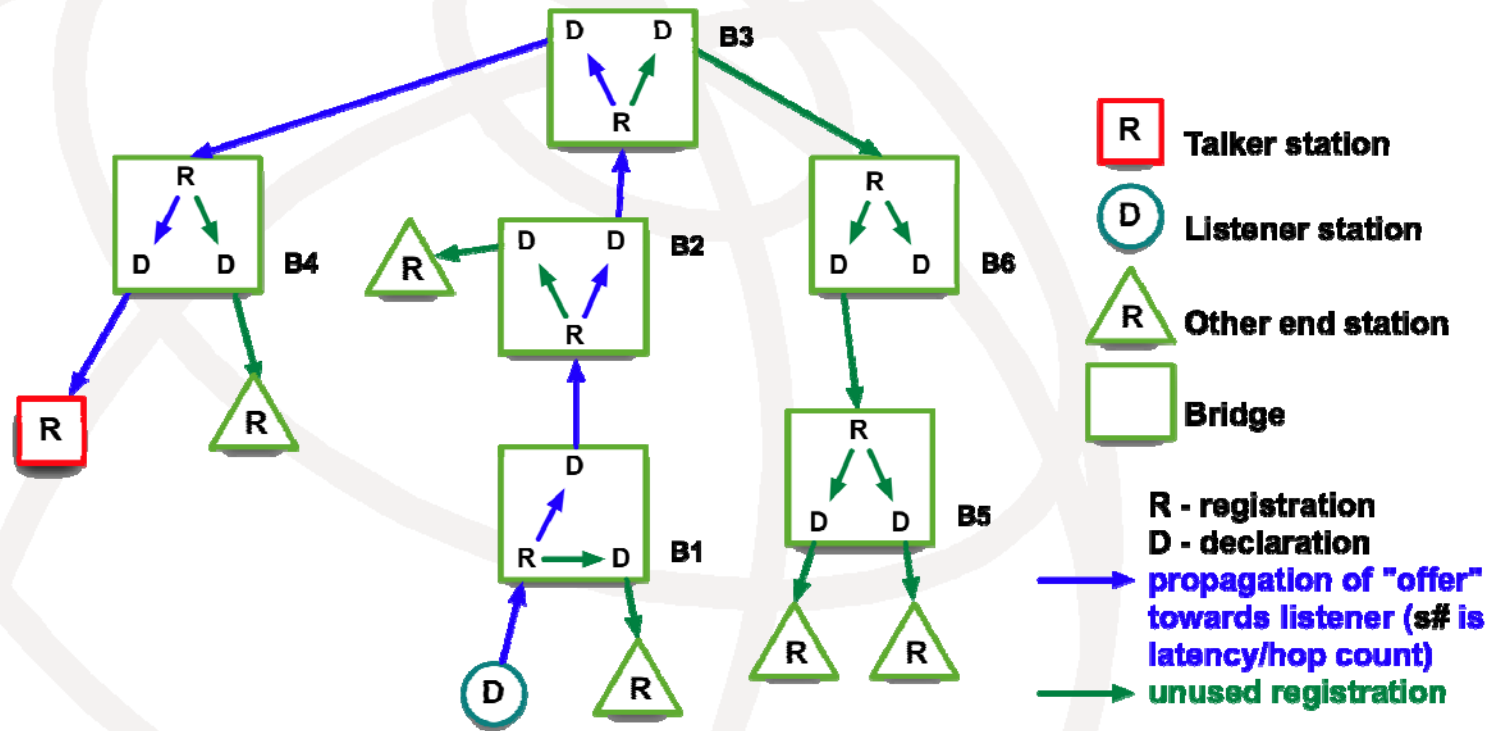 D D B3
R
R
D D B4
R
R
R
D D B2
R
D
R D B1
D
R
R
D D B6
R
D D B5
R
R
R Talker station
D Listener station
R Other end station
Bridge
R - registration
D - declaration
propagation of "offer"
towards listener (s# is
latency/hop count)
unused registration